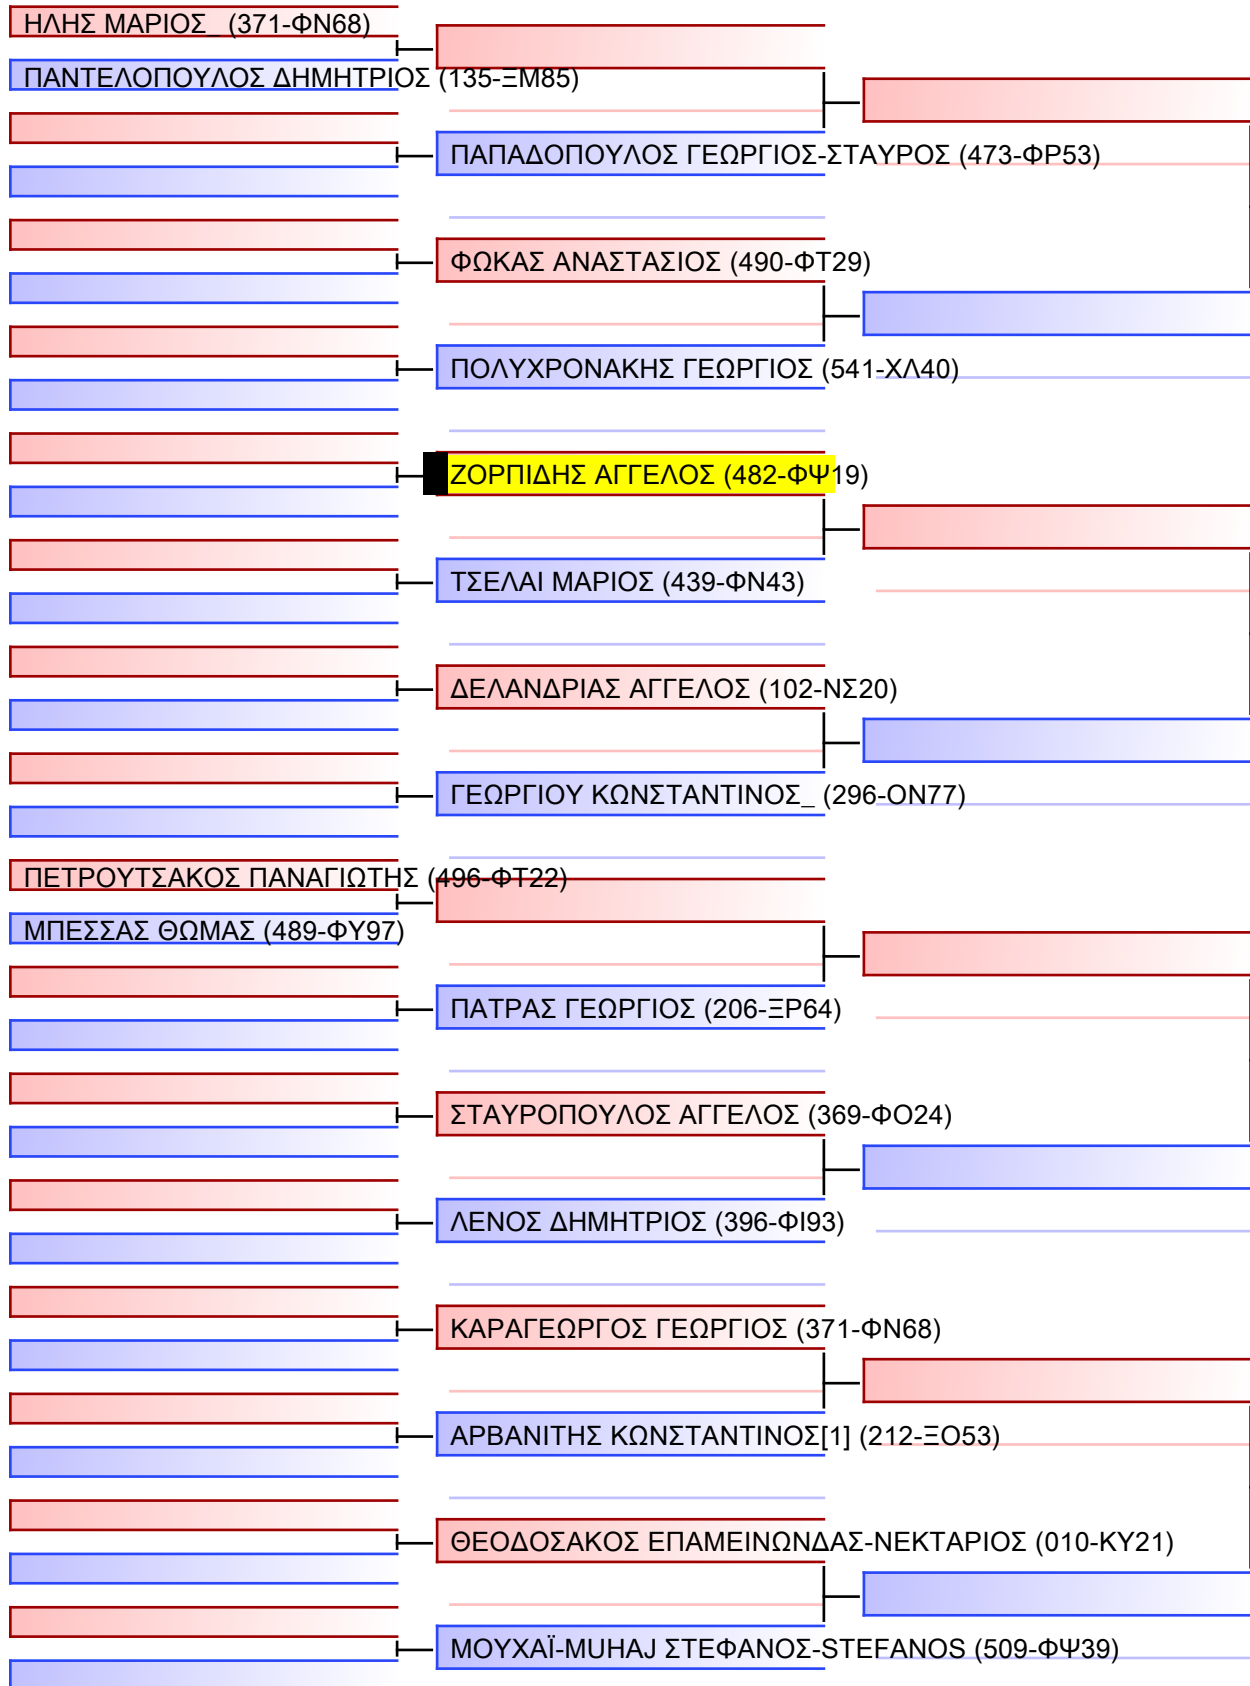 ΗΛΗΣ ΜΑΡΙΟΣ_ (371-ΦΝ68)
ΠΑΝΤΕΛΟΠΟΥΛΟΣ ΔΗΜΗΤΡΙΟΣ (135-ΞΜ85)
ΠΑΠΑΔΟΠΟΥΛΟΣ ΓΕΩΡΓΙΟΣ-ΣΤΑΥΡΟΣ (473-ΦΡ53)
ΦΩΚΑΣ ΑΝΑΣΤΑΣΙΟΣ (490-ΦΤ29)
ΠΟΛΥΧΡΟΝΑΚΗΣ ΓΕΩΡΓΙΟΣ (541-ΧΛ40)
ΖΟΡΠΙΔΗΣ ΑΓΓΕΛΟΣ (482-ΦΨ19)
ΤΣΕΛΑΙ ΜΑΡΙΟΣ (439-ΦΝ43)
ΔΕΛΑΝΔΡΙΑΣ ΑΓΓΕΛΟΣ (102-ΝΣ20)
ΓΕΩΡΓΙΟΥ ΚΩΝΣΤΑΝΤΙΝΟΣ_ (296-ΟΝ77)
ΠΕΤΡΟΥΤΣΑΚΟΣ ΠΑΝΑΓΙΩΤΗΣ (496-ΦΤ22)
ΜΠΕΣΣΑΣ ΘΩΜΑΣ (489-ΦΥ97)
ΠΑΤΡΑΣ ΓΕΩΡΓΙΟΣ (206-ΞΡ64)
ΣΤΑΥΡΟΠΟΥΛΟΣ ΑΓΓΕΛΟΣ (369-ΦΟ24)
ΛΕΝΟΣ ΔΗΜΗΤΡΙΟΣ (396-ΦΙ93)
ΚΑΡΑΓΕΩΡΓΟΣ ΓΕΩΡΓΙΟΣ (371-ΦΝ68)
ΑΡΒΑΝΙΤΗΣ ΚΩΝΣΤΑΝΤΙΝΟΣ[1] (212-ΞΟ53)
ΘΕΟΔΟΣΑΚΟΣ ΕΠΑΜΕΙΝΩΝΔΑΣ-ΝΕΚΤΑΡΙΟΣ (010-ΚΥ21)
ΜΟΥΧΑΪ-MUHAJ ΣΤΕΦΑΝΟΣ-STEFANOS (509-ΦΨ39)